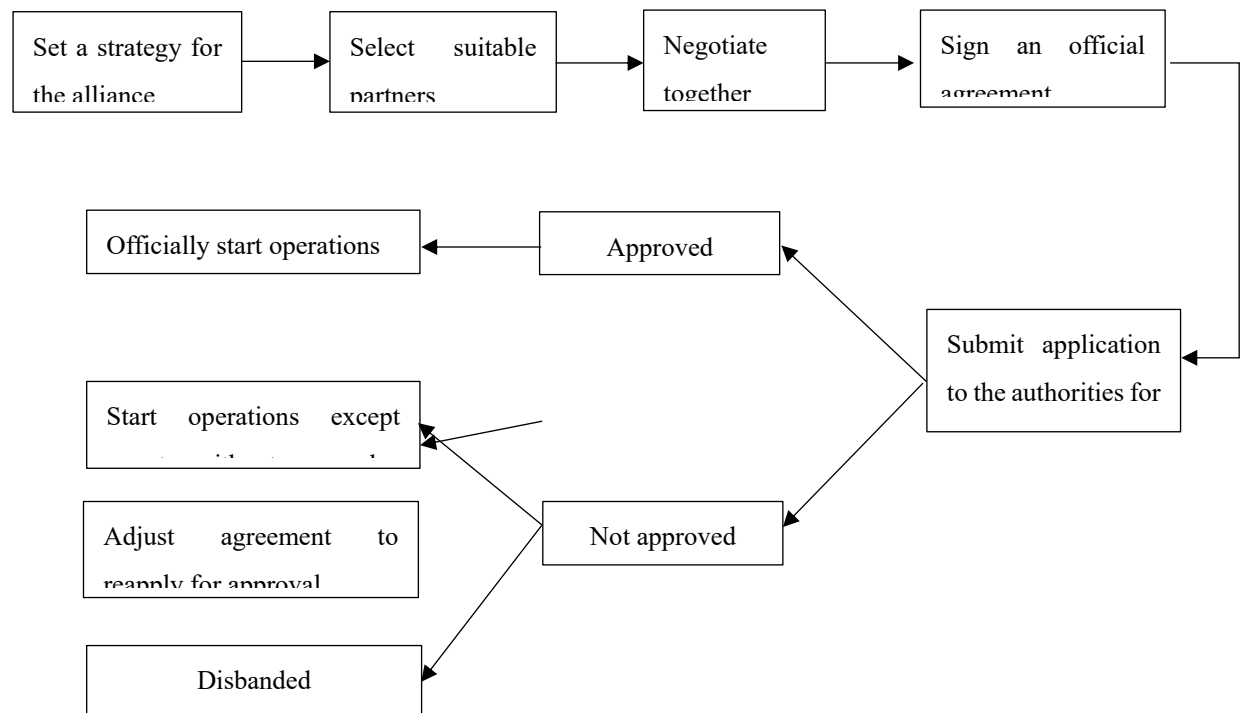 Set a strategy for
the alliance
Select suitable
partners
Negotiate
together
Sign an official
agreement
Officially start operations
Approved
Submit application
to the authorities for
Start operations except
Adjust agreement to
reapply for approval
Not approved
Disbanded